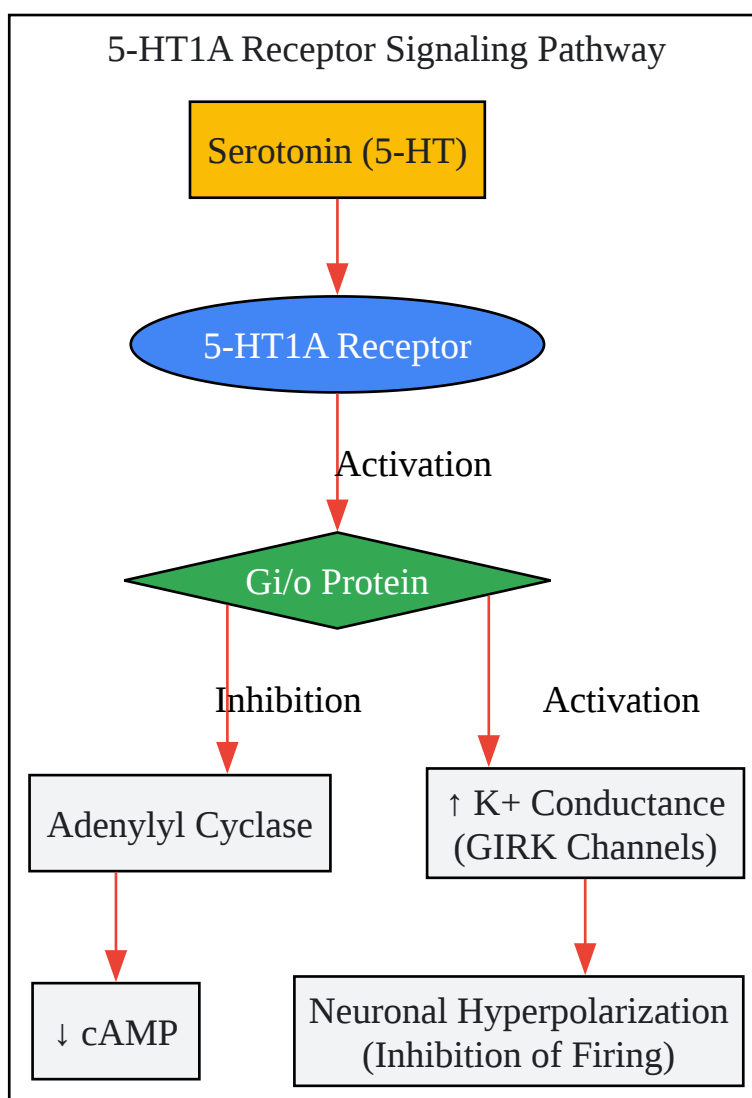 5-HT1A Receptor Signaling Pathway
Serotonin (5-HT)
5-HT1A Receptor
Activation
Gi/o Protein
Inhibition
Activation
Adenylyl Cyclase
↑ K+ Conductance
(GIRK Channels)
↓ cAMP
Neuronal Hyperpolarization
(Inhibition of Firing)